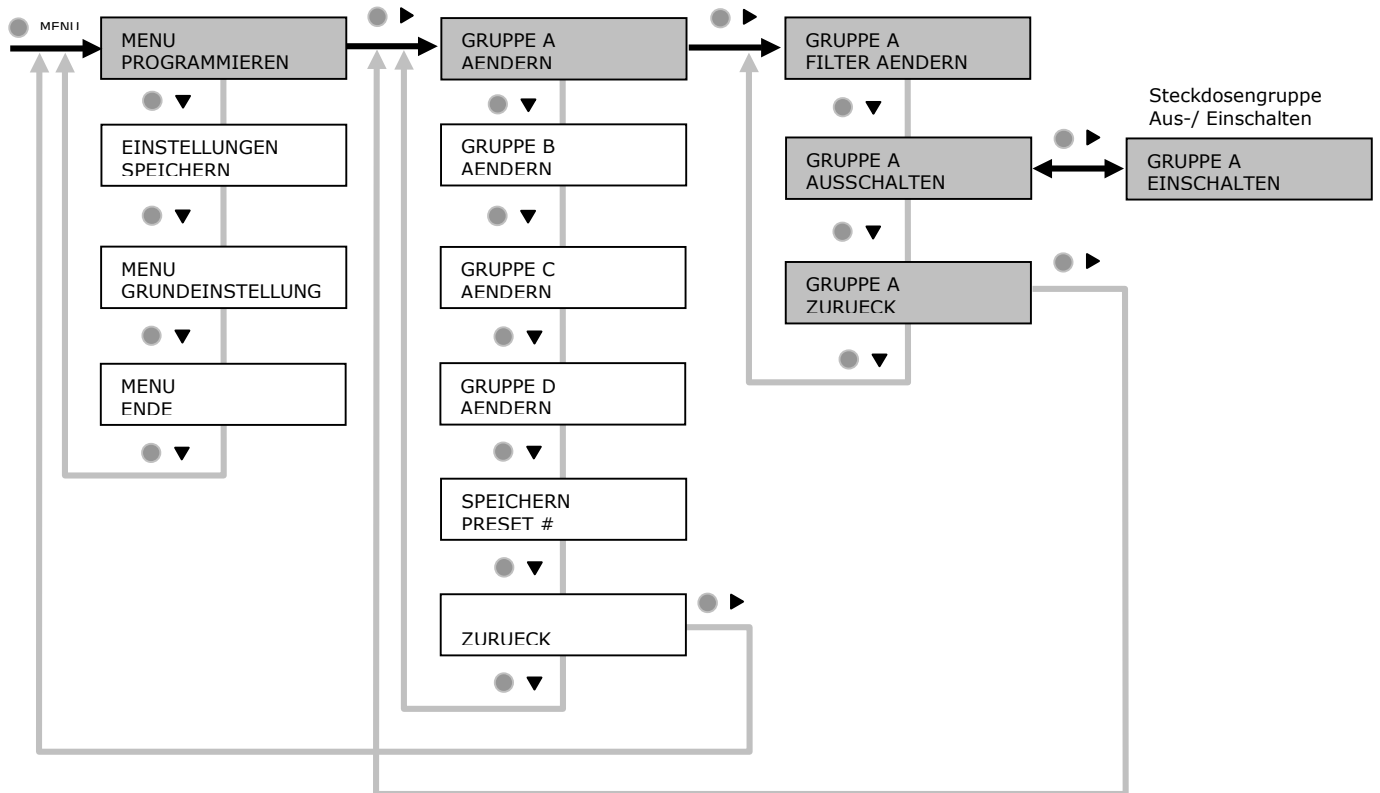 MENU
MENU
PROGRAMMIEREN
EINSTELLUNGEN
SPEICHERN
MENU
GRUNDEINSTELLUNG
MENU
ENDE
GRUPPE A
AENDERN
GRUPPE B
AENDERN
GRUPPE C
AENDERN
GRUPPE D
AENDERN
SPEICHERN
PRESET #
ZURUECK
GRUPPE A
FILTER AENDERN
GRUPPE A
AUSSCHALTEN
GRUPPE A
ZURUECK
Steckdosengruppe
Aus-/ Einschalten
GRUPPE A
EINSCHALTEN